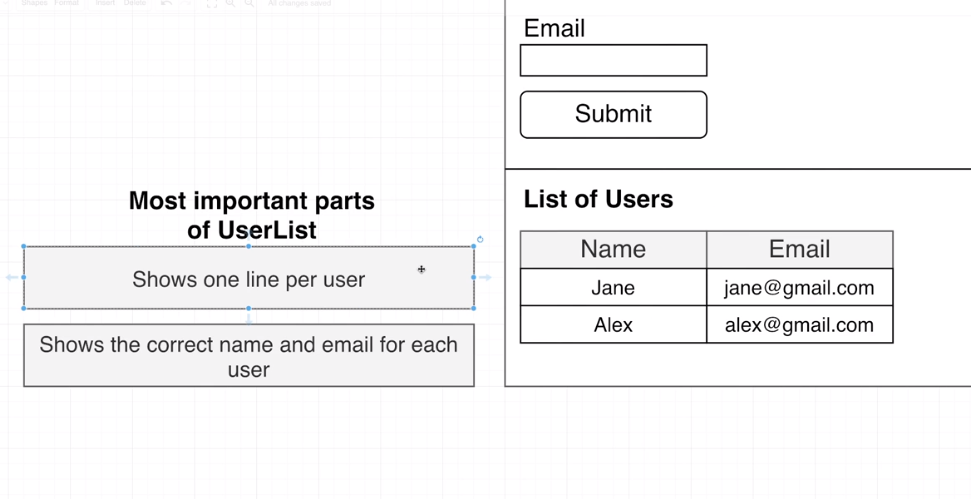 Shapes Format Insert Delete All changes saved
Email
Submit
Most important parts
of UserList
Shows one line per user
Shows the correct name and email for each
user
List of Users
Name Email
Jane jane@gmail.com
Alex alex@gmail.com